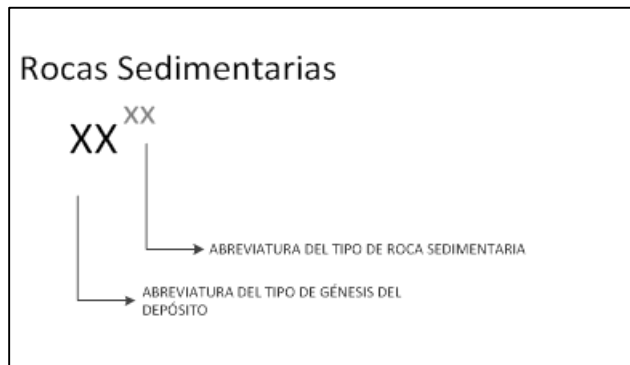 Rocas Sedimentarias
XX
XX
ABREVIATURA DEL TIPO DE ROCA SEDIMENTARIA
ABREVIATURA DEL TIPO DE GÉNESIS DEL
DEPÓSITO